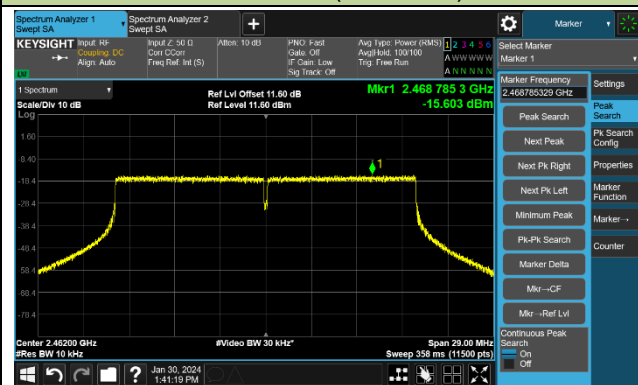 Spectrum Analyzer 1
Swept SA
Spectrum Analyzer 2
Swept SA
+
Marker
KEYSIGHT
Input: RF
Coupling: DC
Align: Auto
Input Z: 50 Ω
Corr CCorr
Freq Ref: Int (S)
Atten: 10 dB
PNO: Fast
Gate: Off
IF Gain: Low
Sig Track: Off
Avg Type: Power (RMS)
Avg|Hold: 100/100
Trig: Free Run
1 2 3 4 5 6
A W W W W W
A N N N N N
Select Marker
Marker 1
LXI
1 Spectrum
Scale/Div 10 dB
Log
Ref Lvl Offset 11.60 dB
Ref Level 11.60 dBm
Mkr1 2.468 785 3 GHz
-15.603 dBm
1.60
-8.40
-18.4
-28.4
-38.4
-48.4
-58.4
-68.4
-78.4
1
Center 2.46200 GHz
#Res BW 10 kHz
#Video BW 30 kHz*
Span 29.00 MHz
Sweep 358 ms (11500 pts)
Marker Frequency
2.468785329 GHz
Peak Search
Next Peak
Next Pk Right
Next Pk Left
Minimum Peak
Pk-Pk Search
Marker Delta
Mkr→CF
Mkr→Ref Lvl
Continuous Peak
Search
On
Off
Settings
Peak
Search
Pk Search
Config
Properties
Marker
Function
Marker→
Counter
?
Jan 30, 2024
1:41:19 PM